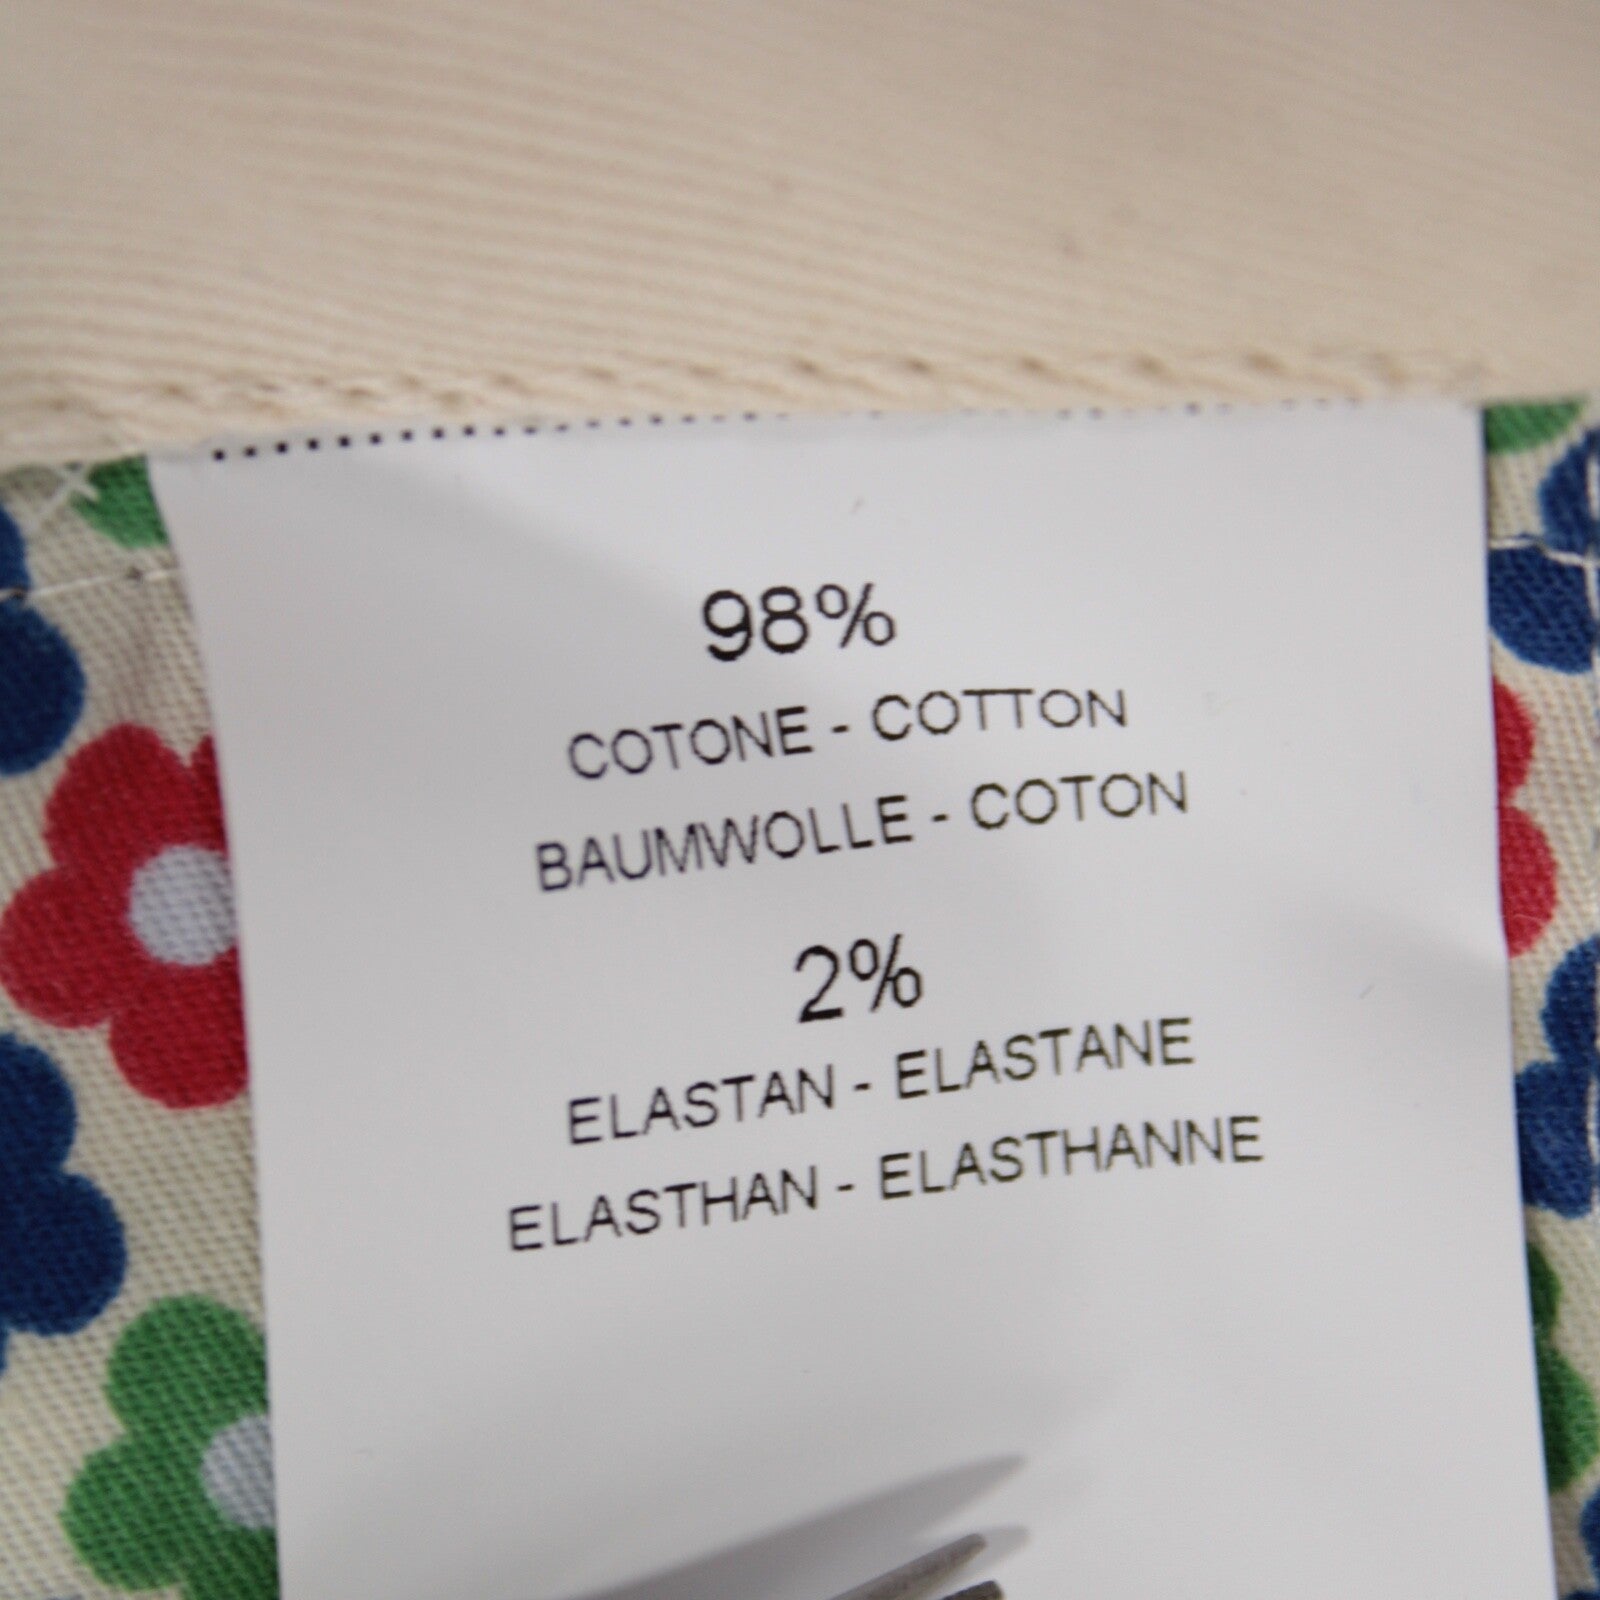 98%
COTONE - COTTON
BAUMWOLLE - COTON
2%
ELASTAN - ELASTANE
ELASTHAN - ELASTHANNE